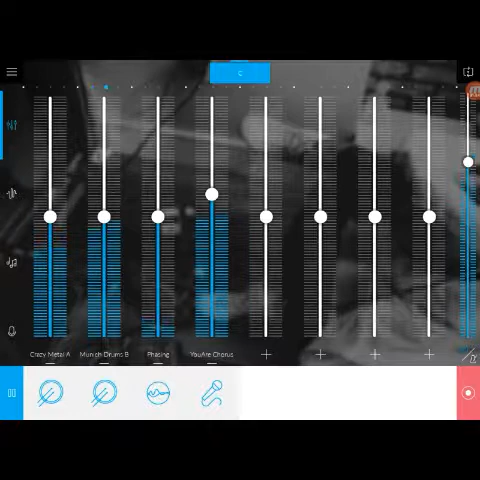 C
Crazy Metal A
Munich Drums B
Phasing
YouAre Chorus